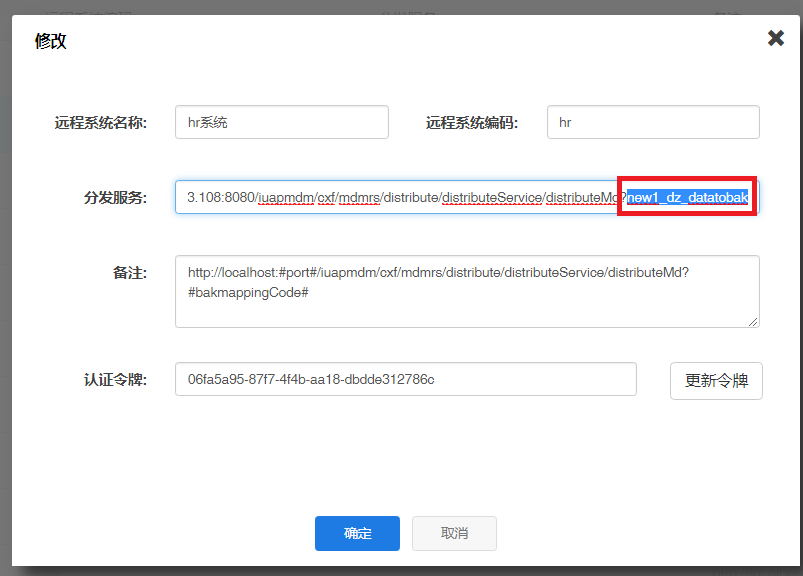 修改
远程系统名称: hr系统 远程系统编码: hr
分发服务: 3.108:8080/iuapmdm/cxf/mdmrs/distribute/distributeService/distributeMd?new1_dz_datatobak
备注: http://localhost:#port#/iuapmdm/cxf/mdmrs/distribute/distributeService/distributeMd?
#bakmappingCode#
认证令牌: 06fa5a95-87f7-4f4b-aa18-dbdde312786c 更新令牌
确定 取消